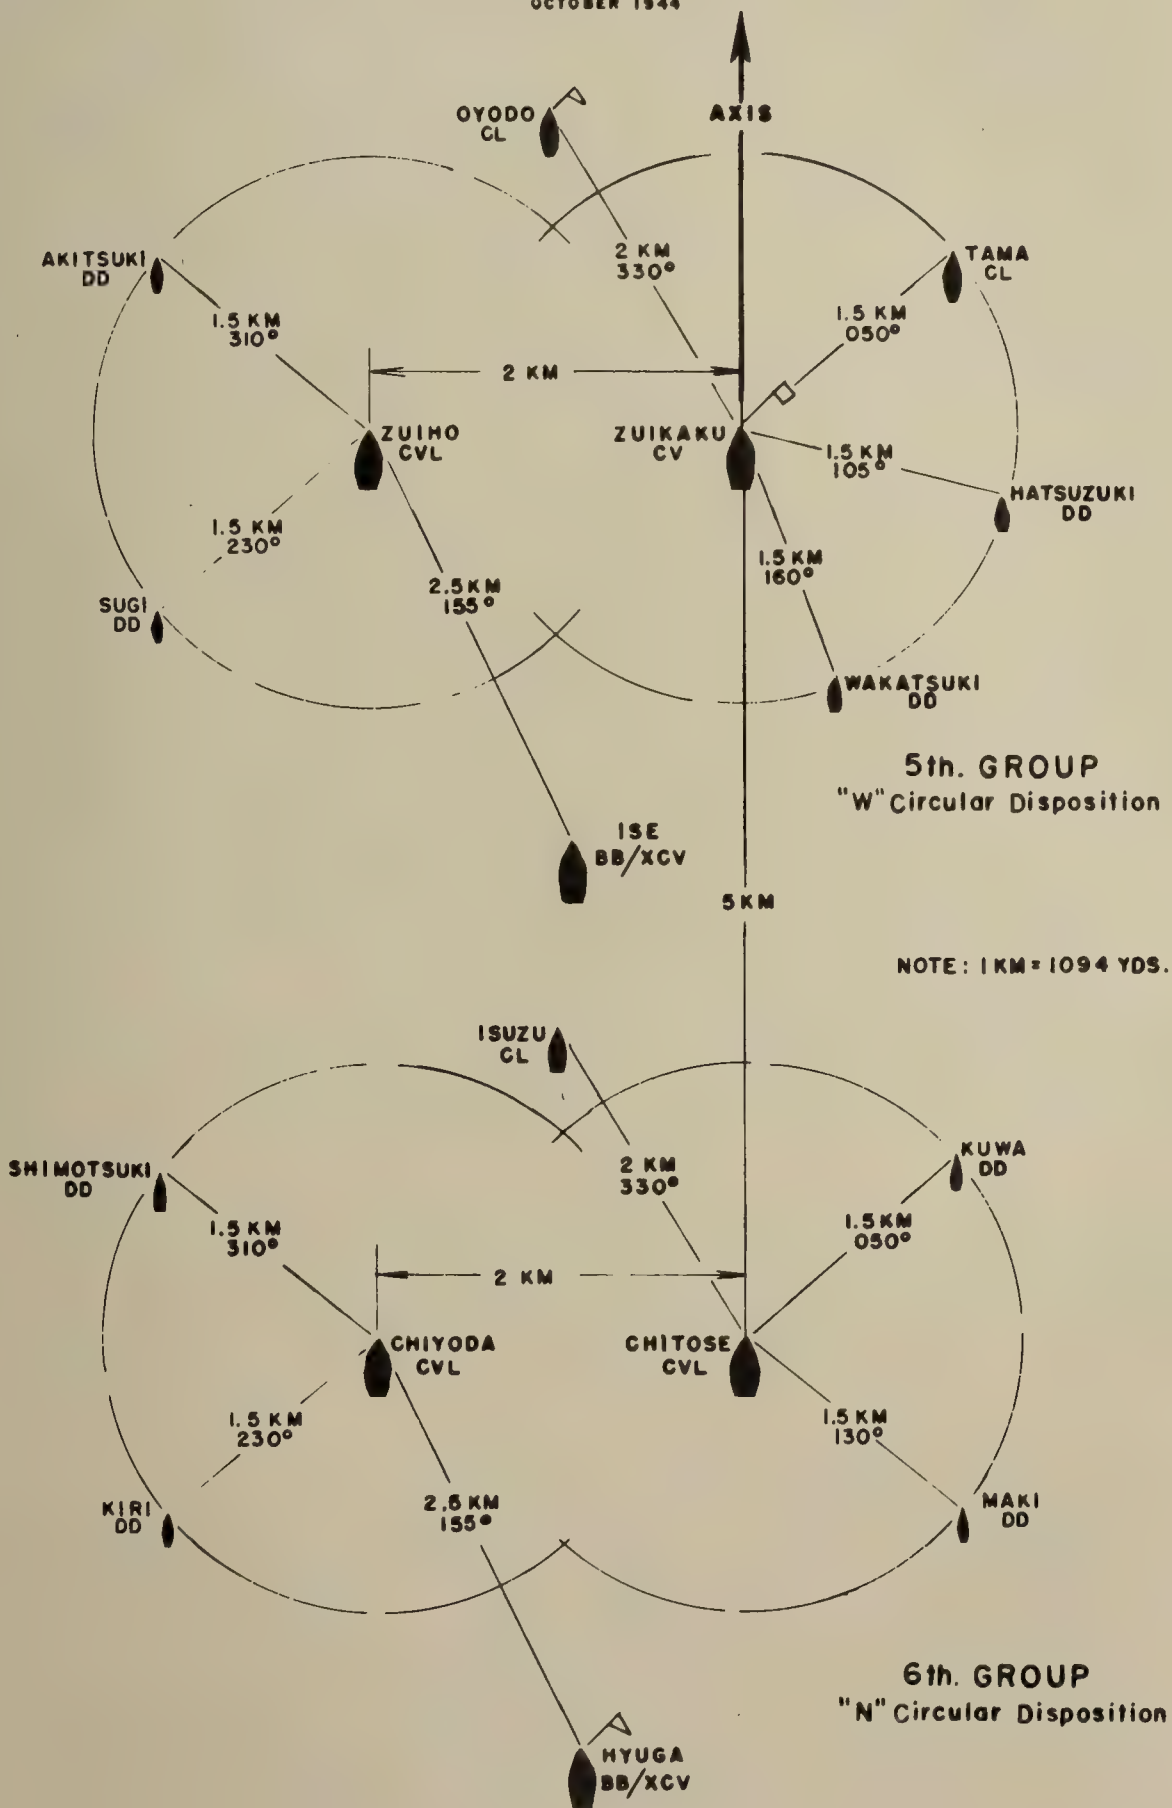 OCTOBER 1944
AXIS
OYODO
CL
2 KM
330°
AKITSUKI
DD
TAMA
CL
1.5 KM
310°
1.5 KM
050°
2 KM
ZUIHO
CVL
ZUIKAKU
CV
1.5 KM
105°
HATSUZUKI
DD
1.5 KM
230°
1.5 KM
160°
2.5 KM
155°
SUGI
DD
WAKATSUKI
DD
5th. GROUP
"W" Circular Disposition
ISE
BB/XCV
5 KM
NOTE: 1 KM = 1094 YDS.
ISUZU
CL
SHIMOTSUKI
DD
KUWA
DD
2 KM
330°
1.5 KM
310°
1.5 KM
050°
2 KM
CHIYODA
CVL
CHITOSE
CVL
1.5 KM
230°
1.5 KM
130°
KIRI
DD
2.5 KM
155°
MAKI
DD
6th. GROUP
"N" Circular Disposition
HYUGA
BB/XCV